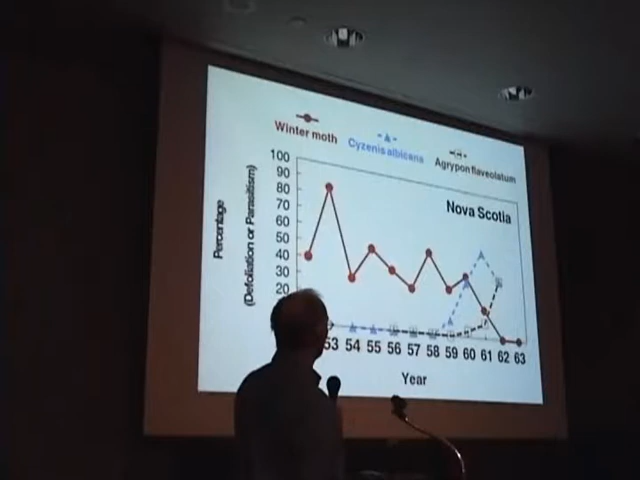 Winter moth
Cyzenis albicans
Agrypon flaveolatum
Nova Scotia
Percentage
(Defoliation or Parasitism)
100
90
80
70
60
50
40
30
20
53 54 55 56 57 58 59 60 61 62 63
Year